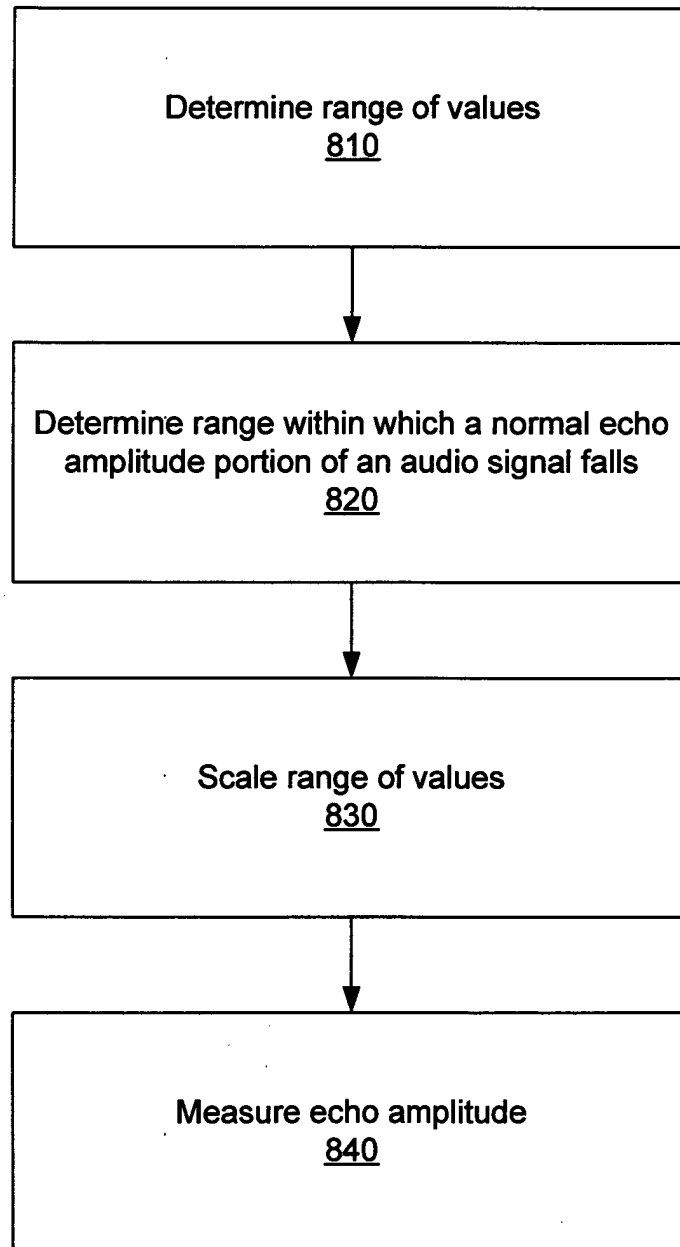 Determine range of values
810
Determine range within which a normal echo
amplitude portion of an audio signal falls
820
Scale range of values
830
Measure echo amplitude
840